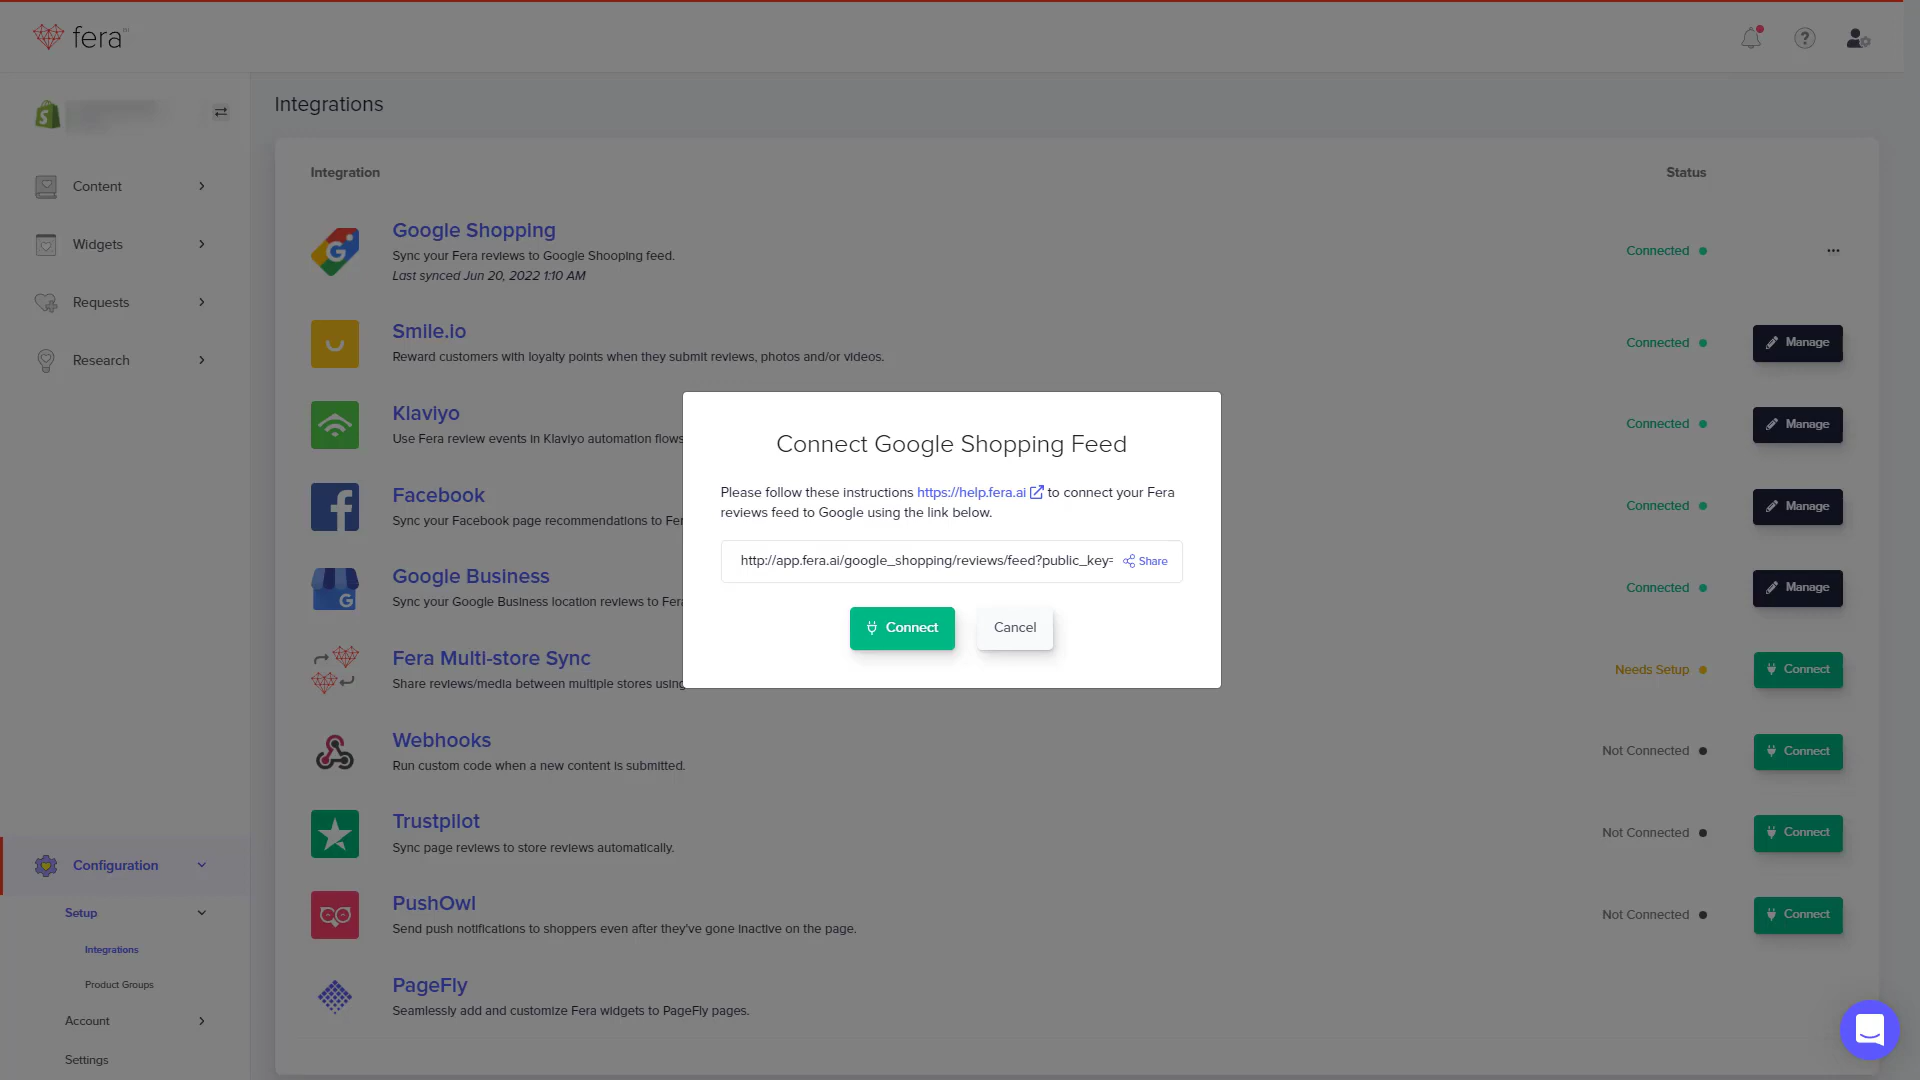 fera
Integrations
Content
Widgets
Requests
Research
Configuration
Setup
Integrations
Product Groups
Account
Settings
Integration Status
Google Shopping
Sync your Fera reviews to Google Shooping feed.
Last synced Jun 20, 2022 1:10 AM
Connected
Smile.io
Reward customers with loyalty points when they submit reviews, photos and/or videos.
Connected Manage
Klaviyo
Use Fera review events in Klaviyo automation flows
Connected Manage
Facebook
Sync your Facebook page recommendations to Fer
Connected Manage
Google Business
Sync your Google Business location reviews to Fera
Connected Manage
Fera Multi-store Sync
Share reviews/media between multiple stores using
Needs Setup Connect
Webhooks
Run custom code when a new content is submitted.
Not Connected Connect
Trustpilot
Sync page reviews to store reviews automatically.
Not Connected Connect
PushOwl
Send push notifications to shoppers even after they've gone inactive on the page.
Not Connected Connect
PageFly
Seamlessly add and customize Fera widgets to PageFly pages.
Connect Google Shopping Feed
Please follow these instructions https://help.fera.ai to connect your Fera
reviews feed to Google using the link below.
http://app.fera.ai/google_shopping/reviews/feed?public_key= Share
Connect Cancel